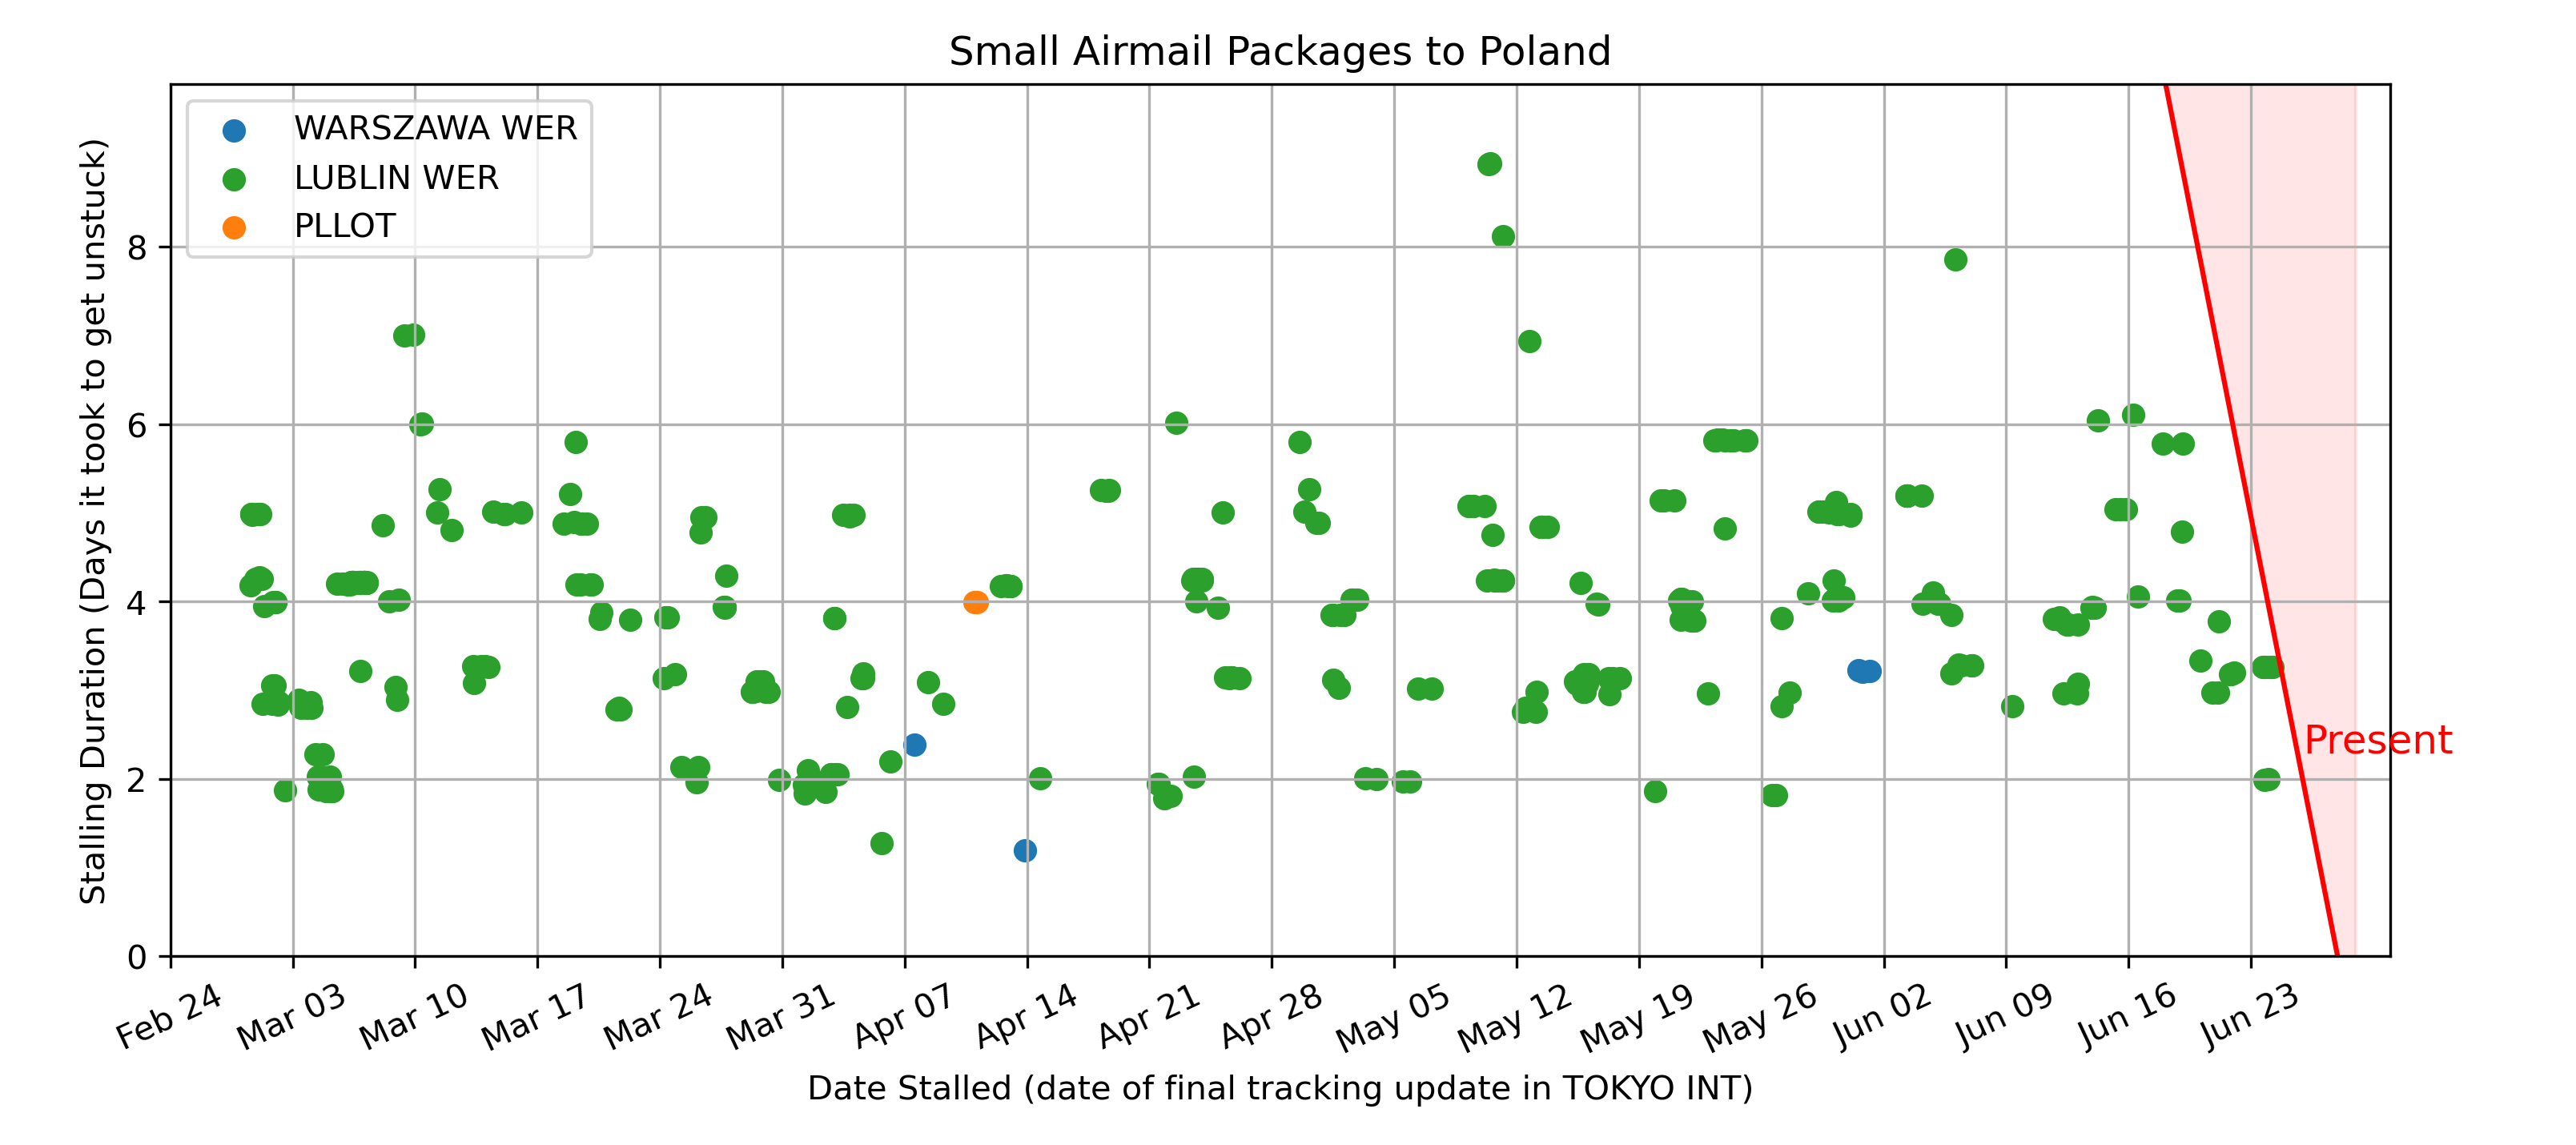 Small Airmail Packages to Poland
WARSZAWA WER
LUBLIN WER
PLLOT
Stalling Duration (Days it took to get unstuck)
8
6
4
2
0
Present
Feb 24
Mar 03
Mar 10
Mar 17
Mar 24
Mar 31
Apr 07
Apr 14
Apr 21
Apr 28
May 05
May 12
May 19
May 26
Jun 02
Jun 09
Jun 16
Jun 23
Date Stalled (date of final tracking update in TOKYO INT)